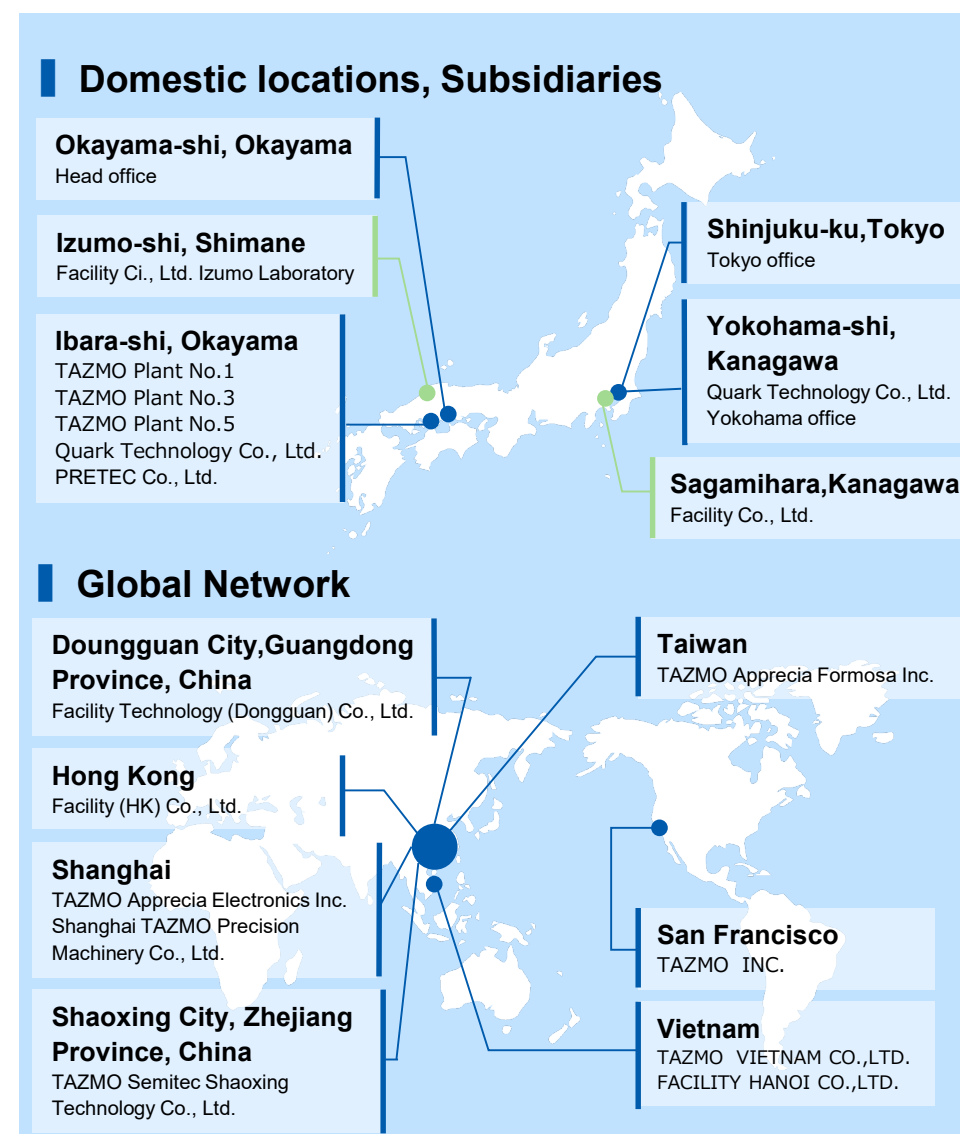 Domestic locations, Subsidiaries
Okayama-shi, Okayama
Head office
Izumo-shi, Shimane
Facility Ci., Ltd. Izumo Laboratory
Ibara-shi, Okayama
TAZMO Plant No.1
TAZMO Plant No.3
TAZMO Plant No.5
Quark Technology Co., Ltd.
PRETEC Co., Ltd.
Shinjuku-ku,Tokyo
Tokyo office
Yokohama-shi,
Kanagawa
Quark Technology Co., Ltd.
Yokohama office
Sagamihara,Kanagawa
Facility Co., Ltd.
Global Network
Doungguan City,Guangdong
Province, China
Facility Technology (Dongguan) Co., Ltd.
Hong Kong
Facility (HK) Co., Ltd.
Shanghai
TAZMO Apprecia Electronics Inc.
Shanghai TAZMO Precision
Machinery Co., Ltd.
Shaoxing City, Zhejiang
Province, China
TAZMO Semitec Shaoxing
Technology Co., Ltd.
Taiwan
TAZMO Apprecia Formosa Inc.
San Francisco
TAZMO INC.
Vietnam
TAZMO VIETNAM CO.,LTD.
FACILITY HANOI CO.,LTD.